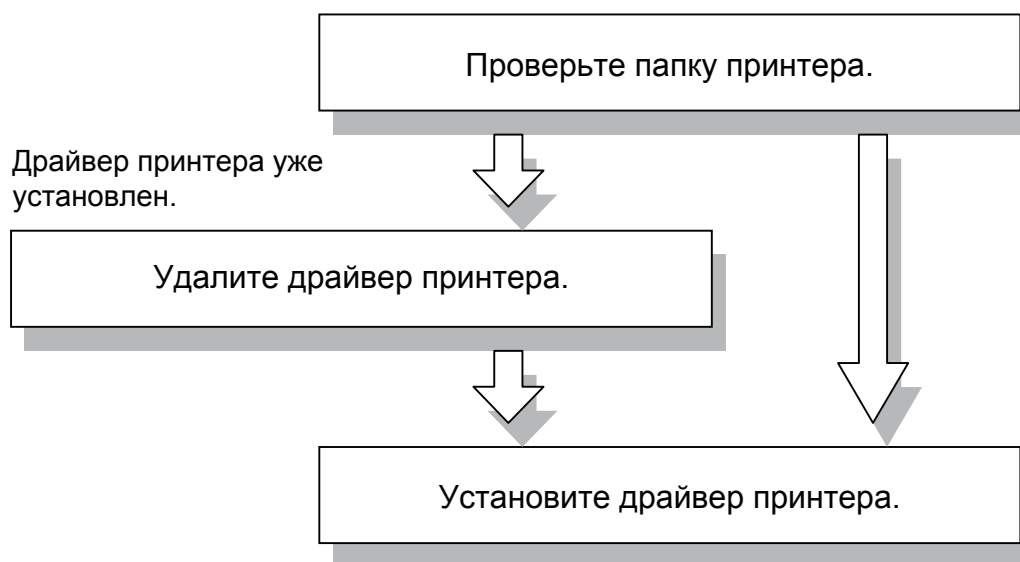 Проверьте папку принтера.
Драйвер принтера уже
установлен.
Удалите драйвер принтера.
Установите драйвер принтера.